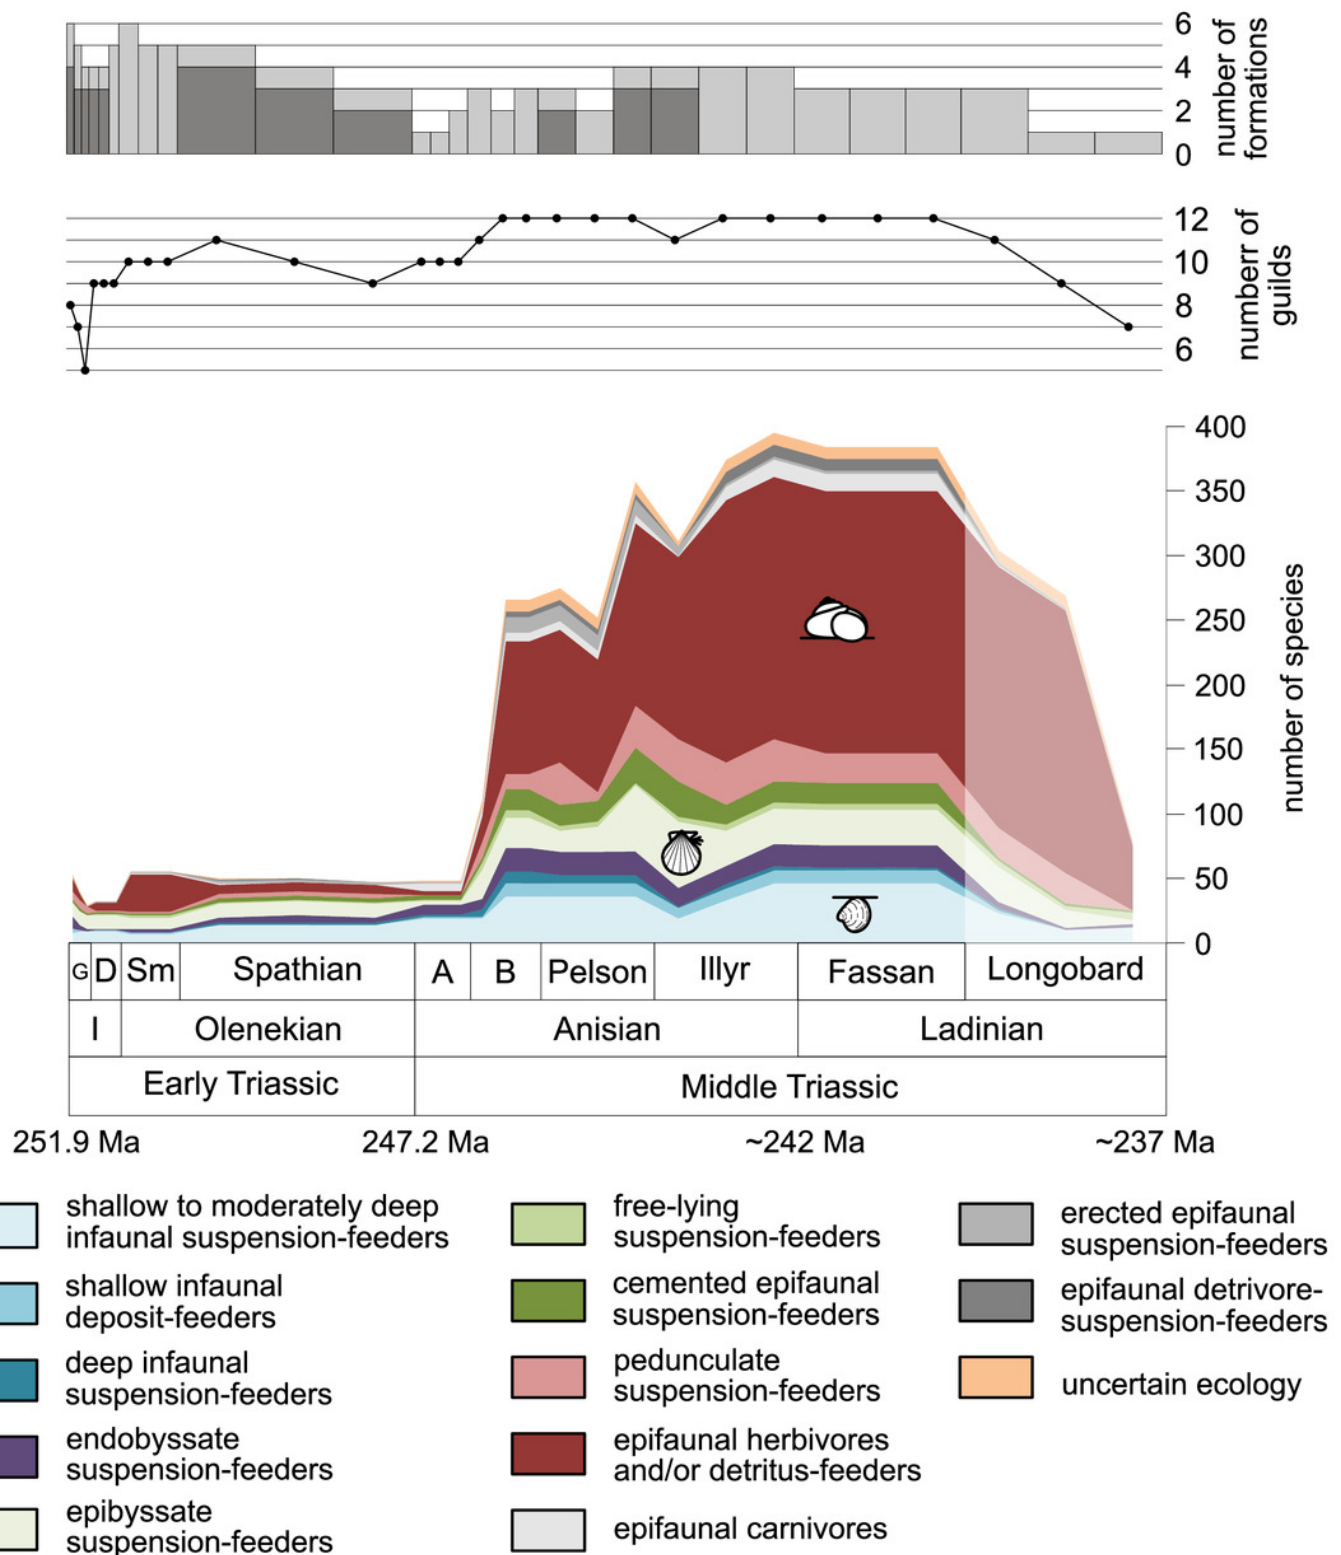 6
4
2
0
number of
formations
12
10
8
6
numberr of
guilds
400
350
300
250
200
150
100
50
0
number of species
G D Sm Spathian A B Pelson Illyr Fassan Longobard
I Olenekian Anisian Ladinian
Early Triassic Middle Triassic
251.9 Ma 247.2 Ma ~242 Ma ~237 Ma
shallow to moderately deep
infaunal suspension-feeders
shallow infaunal
deposit-feeders
deep infaunal
suspension-feeders
endobyssate
suspension-feeders
epibyssate
suspension-feeders
free-lying
suspension-feeders
cemented epifaunal
suspension-feeders
pedunculate
suspension-feeders
epifaunal herbivores
and/or detritus-feeders
epifaunal carnivores
erected epifaunal
suspension-feeders
epifaunal detrivore-
suspension-feeders
uncertain ecology